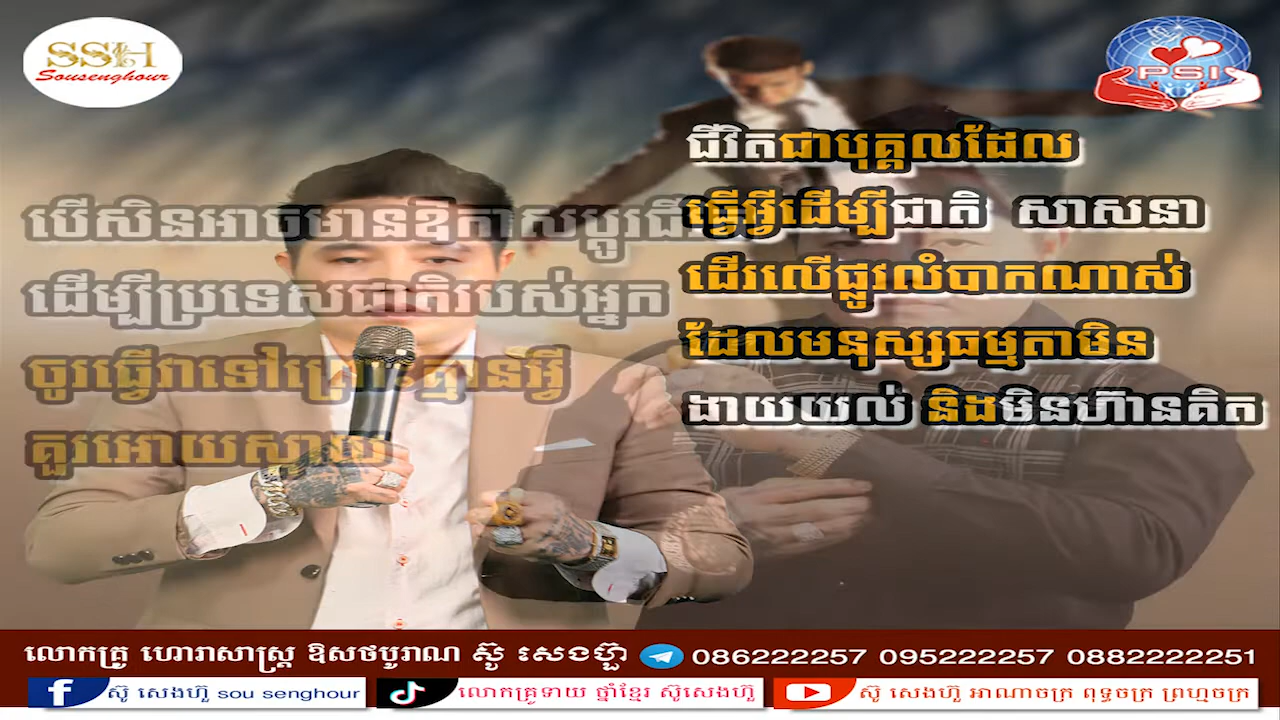 SSH
Sousenghour
PSI
ជីវិតជាបុគ្គលដែល
ធ្វើអ្វីដើម្បីជាតិ សាសនា
ដើរលើផ្លូវលំបាកណាស់
ដែលមនុស្សធម្មតាមិន
ងាយយល់ និងមិនហ៊ានគិត
បើសិនអាចមានឱកាសប្តូរជី
ដើម្បីប្រទេសជាតិរបស់អ្នក
ចូរធ្វើវាទៅព្រោះគ្មានអ្វី
គួរអោយស្តាយ
លោកគ្រូ ហោរាសាស្ត្រ ឱសថបូរាណ ស៊ូ សេងហ៊ួ 086222257 095222257 0882222251
ស៊ូ សេងហ៊ួ sou senghour
លោកគ្រូទាយ ថ្នាំខ្មែរ ស៊ូសេងហ៊ួ
ស៊ូ សេងហ៊ួ អាណាចក្រ ពុទ្ធចក្រ ព្រហ្មចក្រ